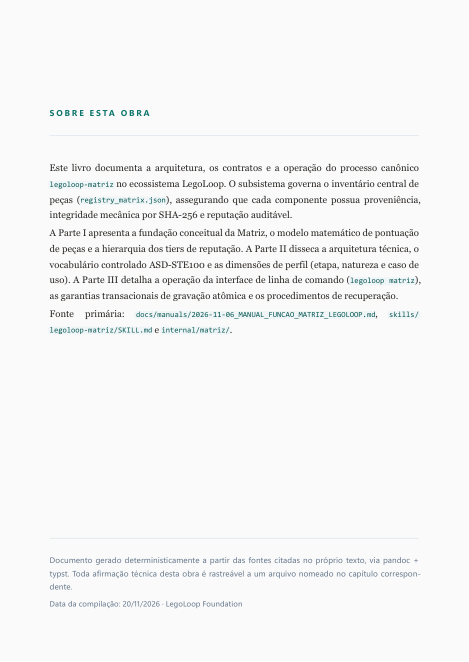 SOBRE ESTA OBRA
Este livro documenta a arquitetura, os contratos e a operação do processo canônico
legoloop-matriz no ecossistema LegoLoop. O subsistema governa o inventário central de
peças (registry_matrix.json), assegurando que cada componente possua proveniência,
integridade mecânica por SHA-256 e reputação auditável.
A Parte I apresenta a fundação conceitual da Matriz, o modelo matemático de pontuação
de peças e a hierarquia dos tiers de reputação. A Parte II disseca a arquitetura técnica, o
vocabulário controlado ASD-STE100 e as dimensões de perfil (etapa, natureza e caso de
uso). A Parte III detalha a operação da interface de linha de comando (legoloop matriz),
as garantias transacionais de gravação atômica e os procedimentos de recuperação.
Fonte primária: docs/manuals/2026-11-06_MANUAL_FUNCAO_MATRIZ_LEGOLOOP.md, skills/
legoloop-matriz/SKILL.md e internal/matriz/.
Documento gerado deterministicamente a partir das fontes citadas no próprio texto, via pandoc +
typst. Toda afirmação técnica desta obra é rastreável a um arquivo nomeado no capítulo correspon-
dente.
Data da compilação: 20/11/2026 · LegoLoop Foundation